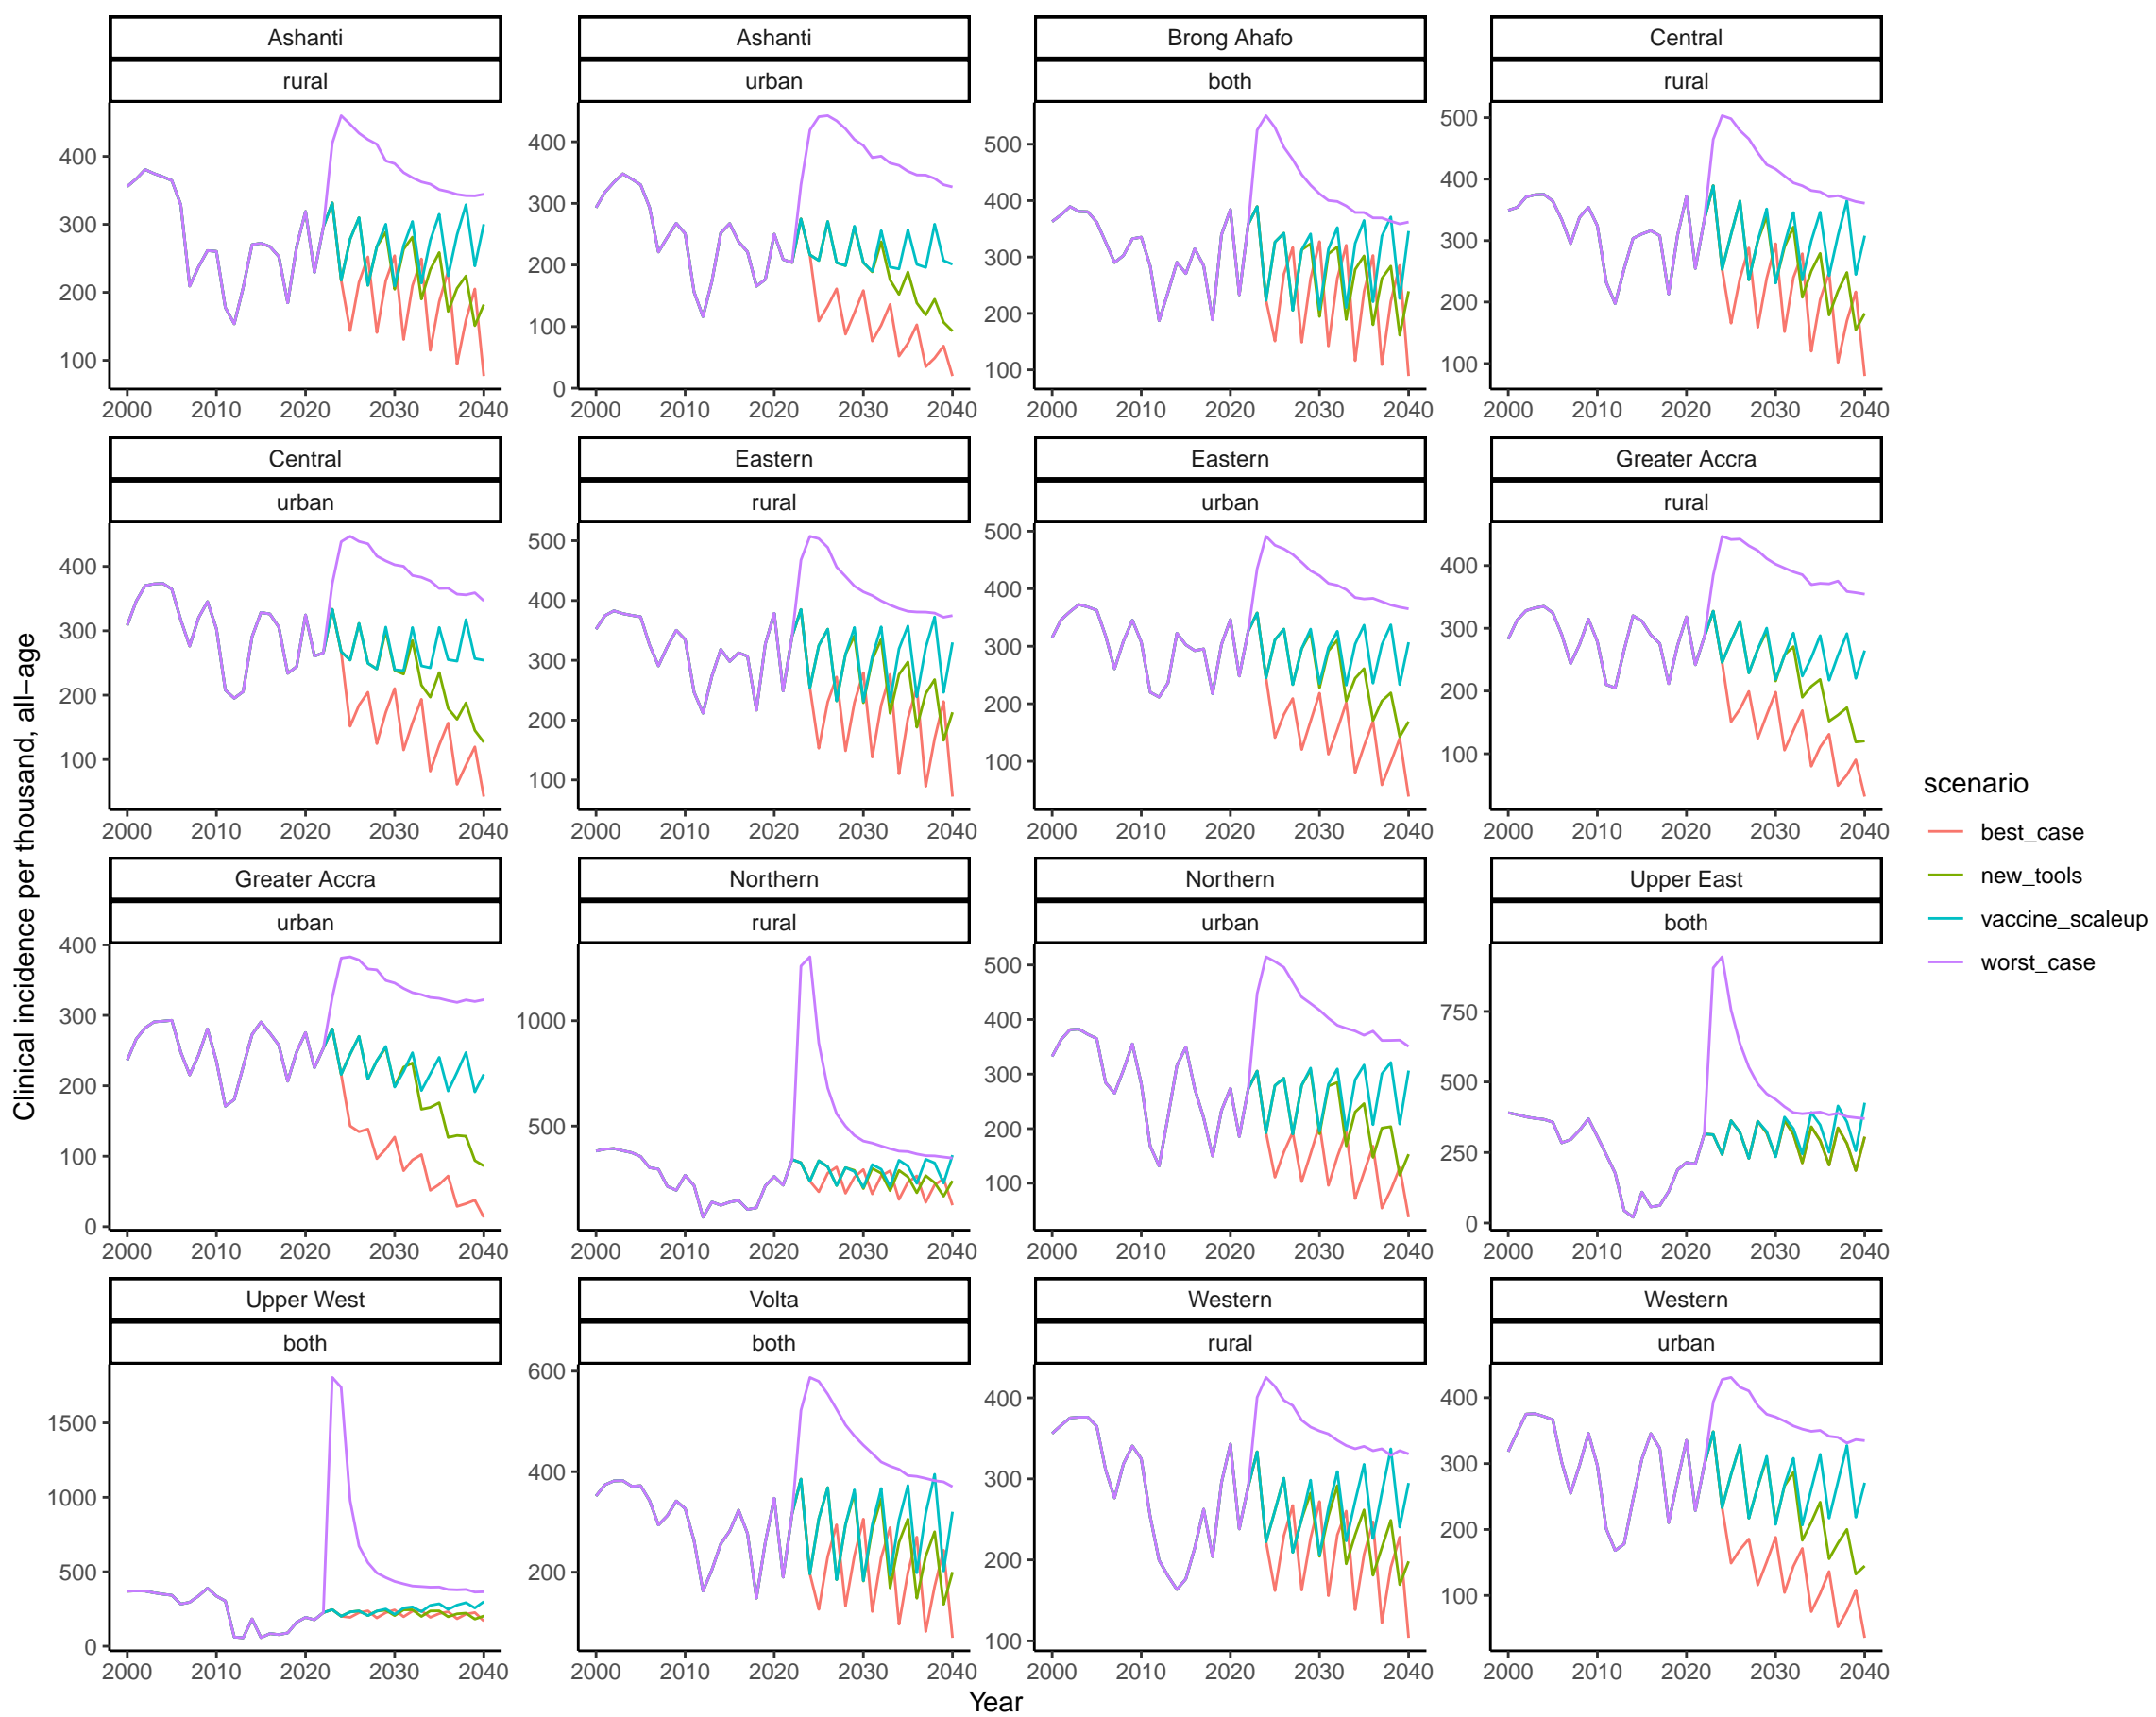 Ashanti
rural
Ashanti
urban
Brong Ahafo
both
Central
rural
400
300
200
100
2000 2010 2020 2030 2040
400
300
200
100
0
2000 2010 2020 2030 2040
500
400
300
200
100
2000 2010 2020 2030 2040
500
400
300
200
100
2000 2010 2020 2030 2040
Central
urban
Eastern
rural
Eastern
urban
Greater Accra
rural
400
300
200
100
2000 2010 2020 2030 2040
500
400
300
200
100
2000 2010 2020 2030 2040
500
400
300
200
100
2000 2010 2020 2030 2040
400
300
200
100
2000 2010 2020 2030 2040
Greater Accra
urban
Northern
rural
Northern
urban
Upper East
both
400
300
200
100
0
2000 2010 2020 2030 2040
1000
500
2000 2010 2020 2030 2040
500
400
300
200
100
2000 2010 2020 2030 2040
750
500
250
0
2000 2010 2020 2030 2040
Upper West
both
Volta
both
Western
rural
Western
urban
1500
1000
500
0
2000 2010 2020 2030 2040
600
400
200
2000 2010 2020 2030 2040
400
300
200
100
2000 2010 2020 2030 2040
400
300
200
100
2000 2010 2020 2030 2040
Year
Clinical incidence per thousand, all−age
scenario
best_case
new_tools
vaccine_scaleup
worst_case